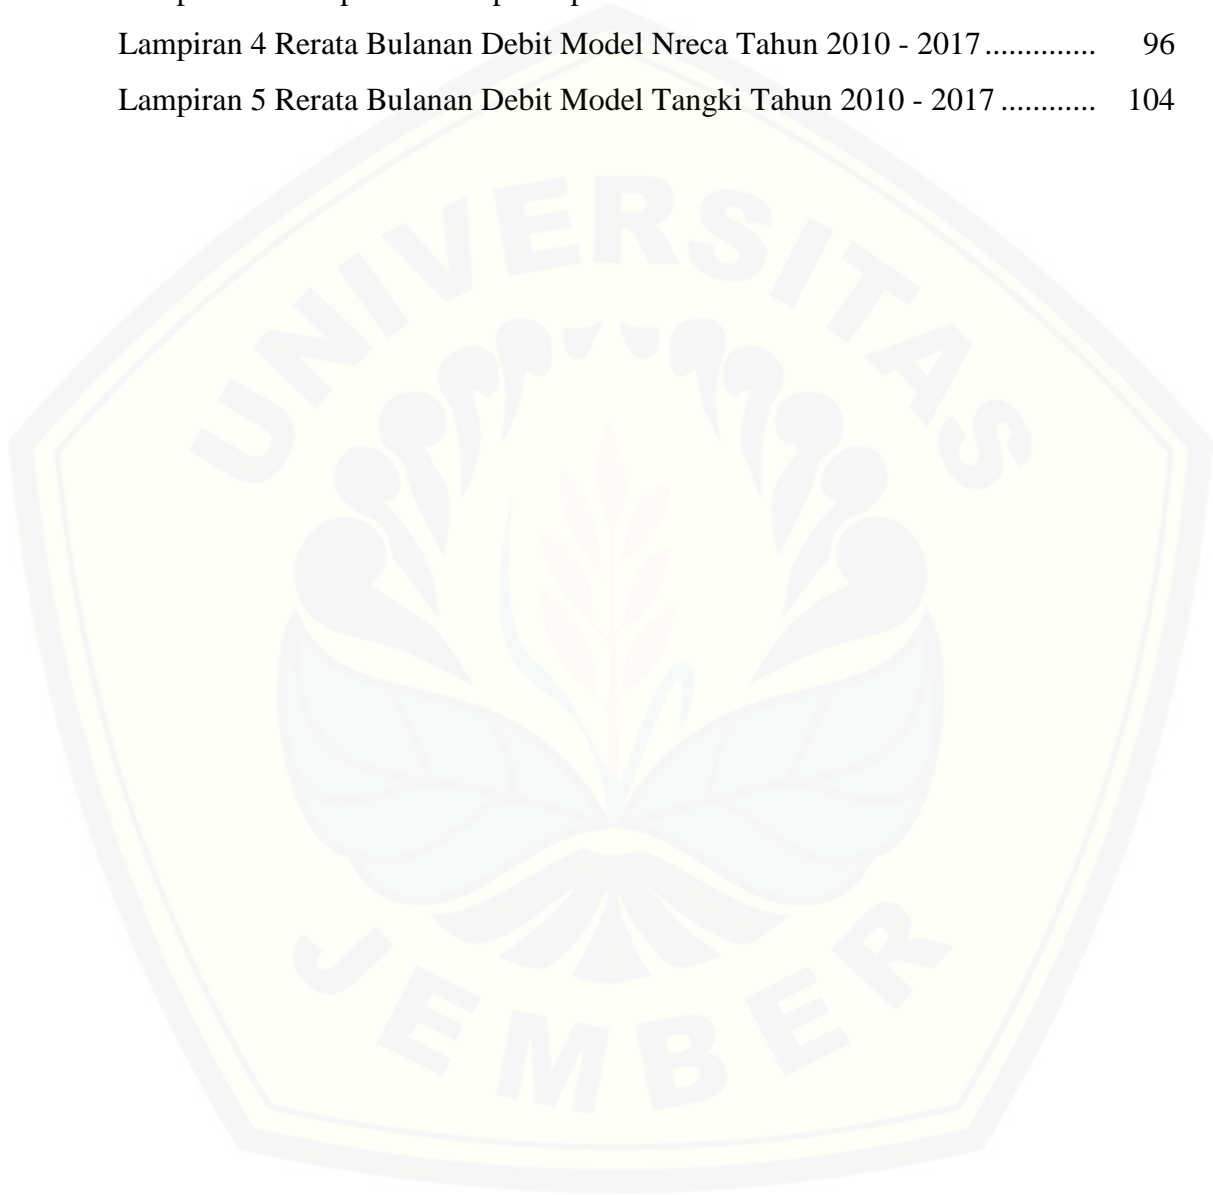 Lampiran 4 Rerata Bulanan Debit Model Nreca Tahun 2010 - 2017............. 96
Lampiran 5 Rerata Bulanan Debit Model Tangki Tahun 2010 - 2017............ 104
UNIVERSITAS
JEMBER